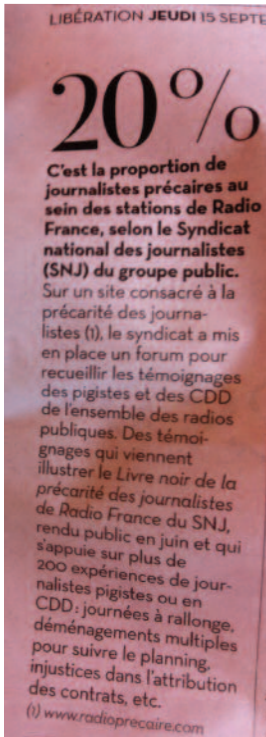 LIBÉRATION JEUDI 15 SEPTE
20%
C'est la proportion de
journalistes précaires au
sein des stations de Radio
France, selon le Syndicat
national des journalistes
(SNJ) du groupe public.
Sur un site consacré à la
précarité des journa-
listes (1), le syndicat a mis
en place un forum pour
recueillir les témoignages
des pigistes et des CDD
de l'ensemble des radios
publiques. Des témoi-
gnages qui viennent
illustrer le Livre noir de la
précarité des journalistes
de Radio France du SNJ,
rendu public en juin et qui
s'appuie sur plus de
200 expériences de jour-
nalistes pigistes ou en
CDD: journées à rallonge,
déménagements multiples
pour suivre le planning,
injustices dans l'attribution
des contrats, etc.
(1) www.radioprecaire.com